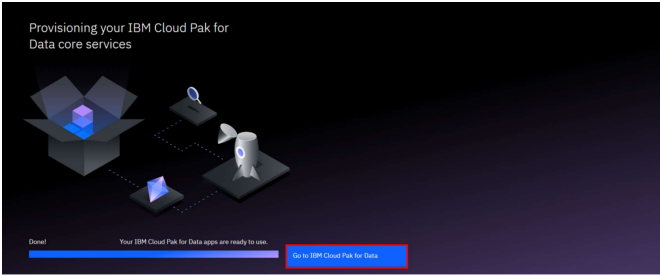 Provisioning your IBM Cloud Pak for
Data core services
Done!
Your IBM Cloud Pak for Data apps are ready to use.
Go to IBM Cloud Pak for Data